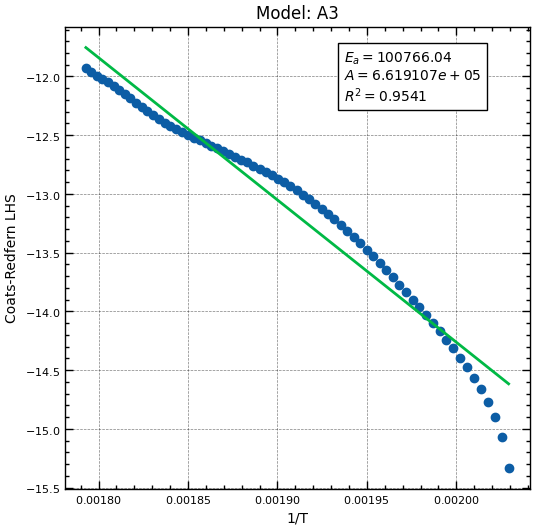 Model: A3
E_a = 100766.04
A = 6.619107e + 05
R² = 0.9541
−12.0
−12.5
−13.0
−13.5
−14.0
−14.5
−15.0
−15.5
Coats-Redfern LHS
0.00180 0.00185 0.00190 0.00195 0.00200
1/T